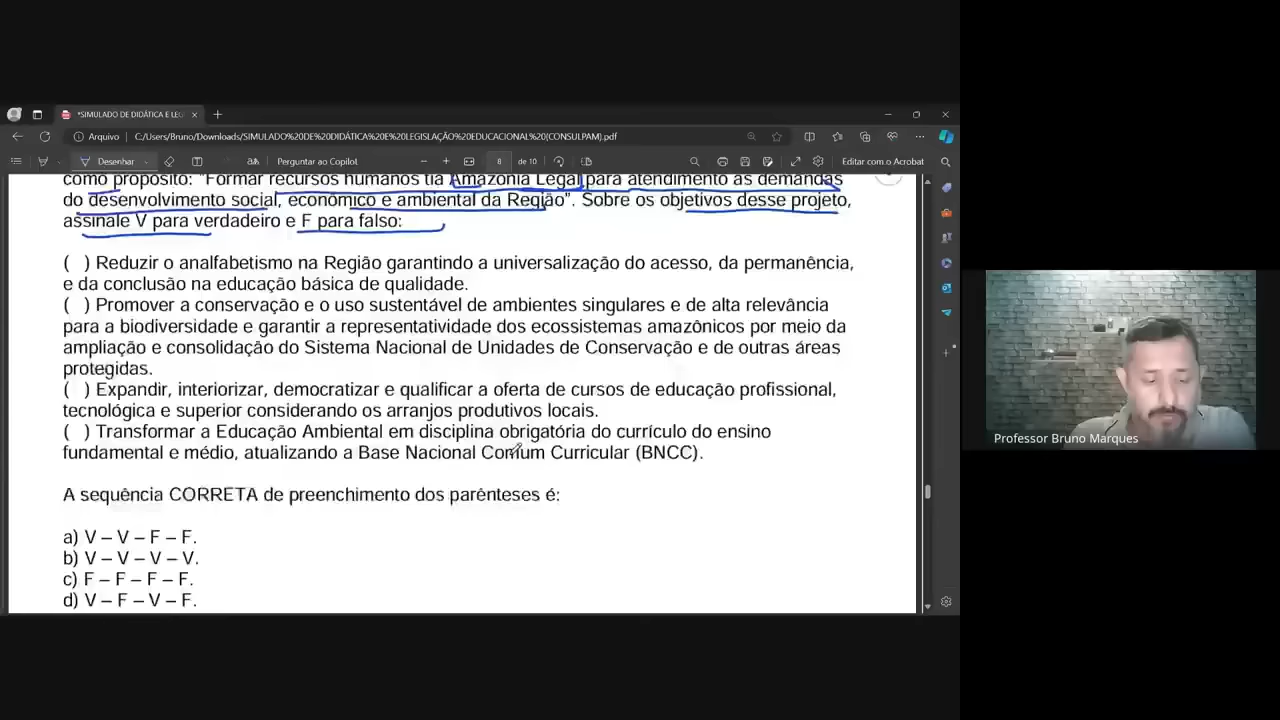 *SIMULADO DE DIDÁTICA E LEG
Arquivo
C:/Users/Bruno/Downloads/SIMULADO%20DE%20DIDÁTICA%20E%20LEGISLAÇÃO%20EDUCACIONAL%20(CONSULPAM).pdf
Desenhar
Perguntar ao Copilot
8
de 10
Editar com o Acrobat
como propósito: "Formar recursos humanos na Amazônia Legal para atendimento às demandas
do desenvolvimento social, econômico e ambiental da Região". Sobre os objetivos desse projeto,
assinale V para verdadeiro e F para falso:
( ) Reduzir o analfabetismo na Região garantindo a universalização do acesso, da permanência,
e da conclusão na educação básica de qualidade.
( ) Promover a conservação e o uso sustentável de ambientes singulares e de alta relevância
para a biodiversidade e garantir a representatividade dos ecossistemas amazônicos por meio da
ampliação e consolidação do Sistema Nacional de Unidades de Conservação e de outras áreas
protegidas.
( ) Expandir, interiorizar, democratizar e qualificar a oferta de cursos de educação profissional,
tecnológica e superior considerando os arranjos produtivos locais.
( ) Transformar a Educação Ambiental em disciplina obrigatória do currículo do ensino
fundamental e médio, atualizando a Base Nacional Comum Curricular (BNCC).
A sequência CORRETA de preenchimento dos parênteses é:
a) V – V – F – F.
b) V – V – V – V.
c) F – F – F – F.
d) V – F – V – F.
Professor Bruno Marques